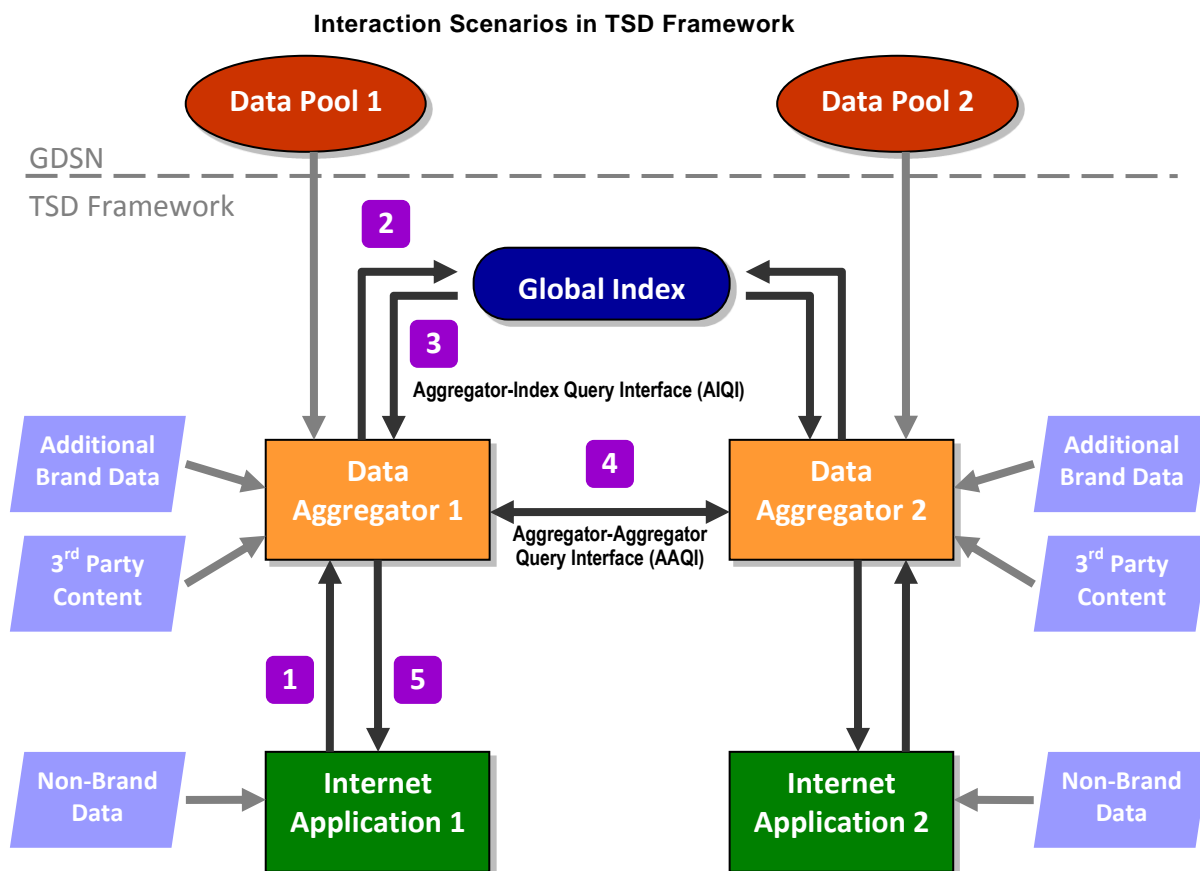 Interaction Scenarios in TSD Framework
Data Pool 1
Data Pool 2
GDSN
TSD Framework
2
Global Index
3
Aggregator-Index Query Interface (AIQI)
Additional
Brand Data
Data
Aggregator 1
4
Data
Aggregator 2
Additional
Brand Data
Aggregator-Aggregator
Query Interface (AAQI)
3rd Party
Content
3rd Party
Content
1
5
Non-Brand
Data
Internet
Application 1
Internet
Application 2
Non-Brand
Data